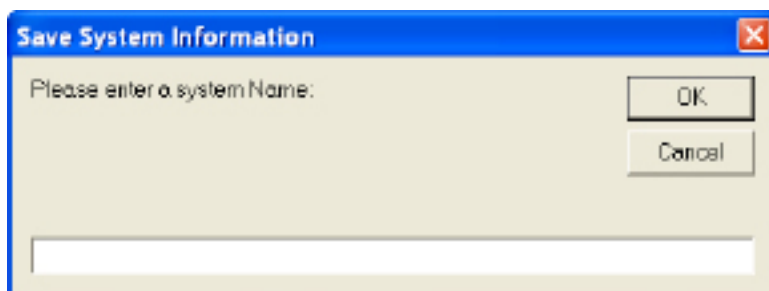 Save System Information
Please enter a system Name:
OK
Cancel